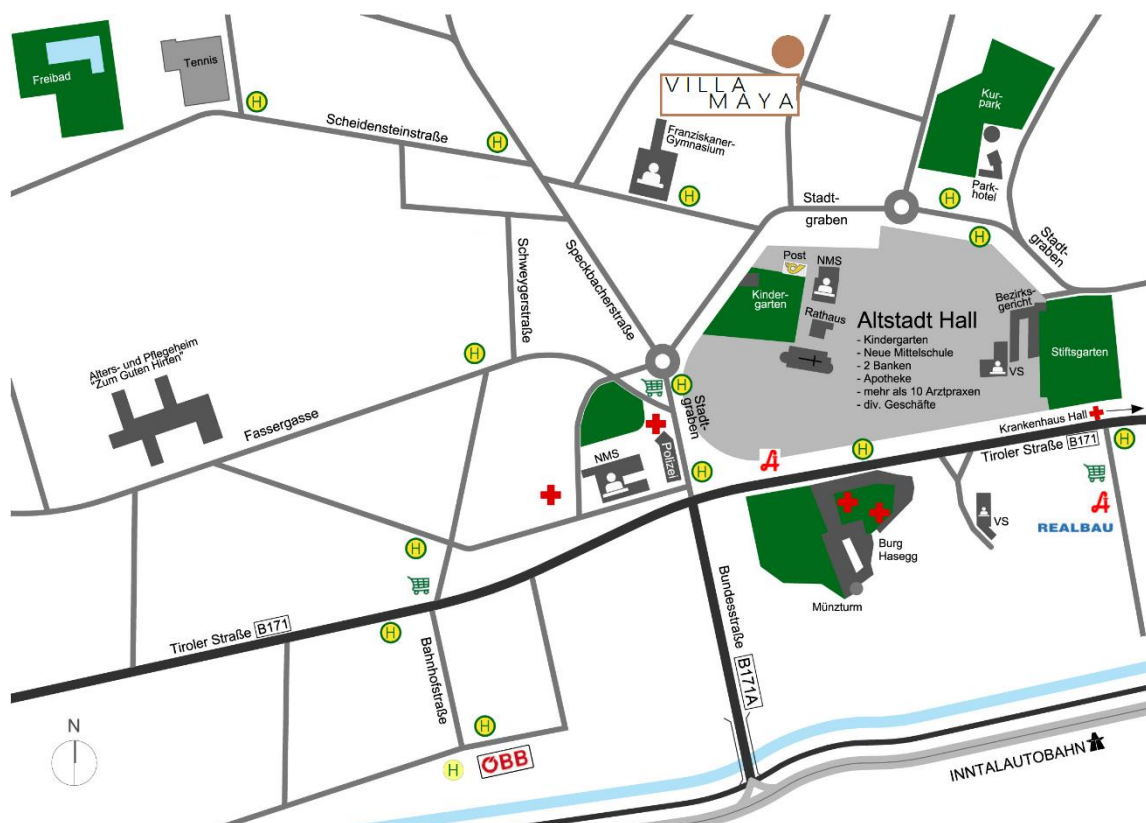 Freibad
Tennis
H
Scheidensteinstraße
H
VILLA
MAYA
Franziskaner-
Gymnasium
H
Kur-
park
Park-
hotel
H
Stadt-
graben
H
Stadt-
graben
Schweygerstraße
Speckbacherstraße
Post
NMS
Kinder-
garten
Rathaus
Altstadt Hall
- Kindergarten
- Neue Mittelschule
- 2 Banken
- Apotheke
- mehr als 10 Arztpraxen
- div. Geschäfte
Bezirks-
gericht
VS
Stiftsgarten
Alters- und Pflegeheim
"Zum Guten Hirten"
H
Fassergasse
H
Stadt-
graben
Polizei
NMS
H
Krankenhaus Hall
H
Tiroler Straße B171
H
REALBAU
VS
Burg
Hasegg
Münzturm
H
Tiroler Straße B171
H
Bahnhofstraße
Bundesstraße
B171A
N
H
H
ÖBB
INNTALAUTOBAHN